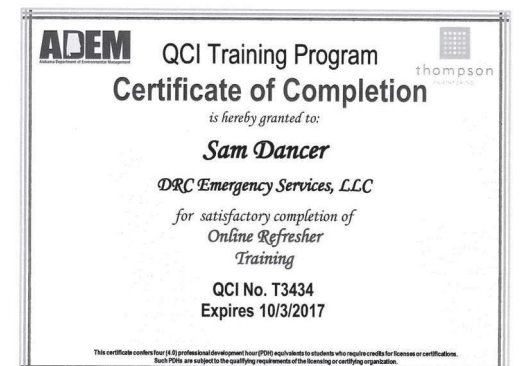 ADEM
Alabama Department of Environmental Management
thompson
QCI Training Program
Certificate of Completion
is hereby granted to:
Sam Dancer
DRC Emergency Services, LLC
for satisfactory completion of
Online Refresher
Training
QCI No. T3434
Expires 10/3/2017
This certificate confers four (4.0) professional development hour (PDH) equivalents to students who require credits for licenses or certifications.
Such PDHs are subject to the qualifying requirements of the licensing or certifying organization.